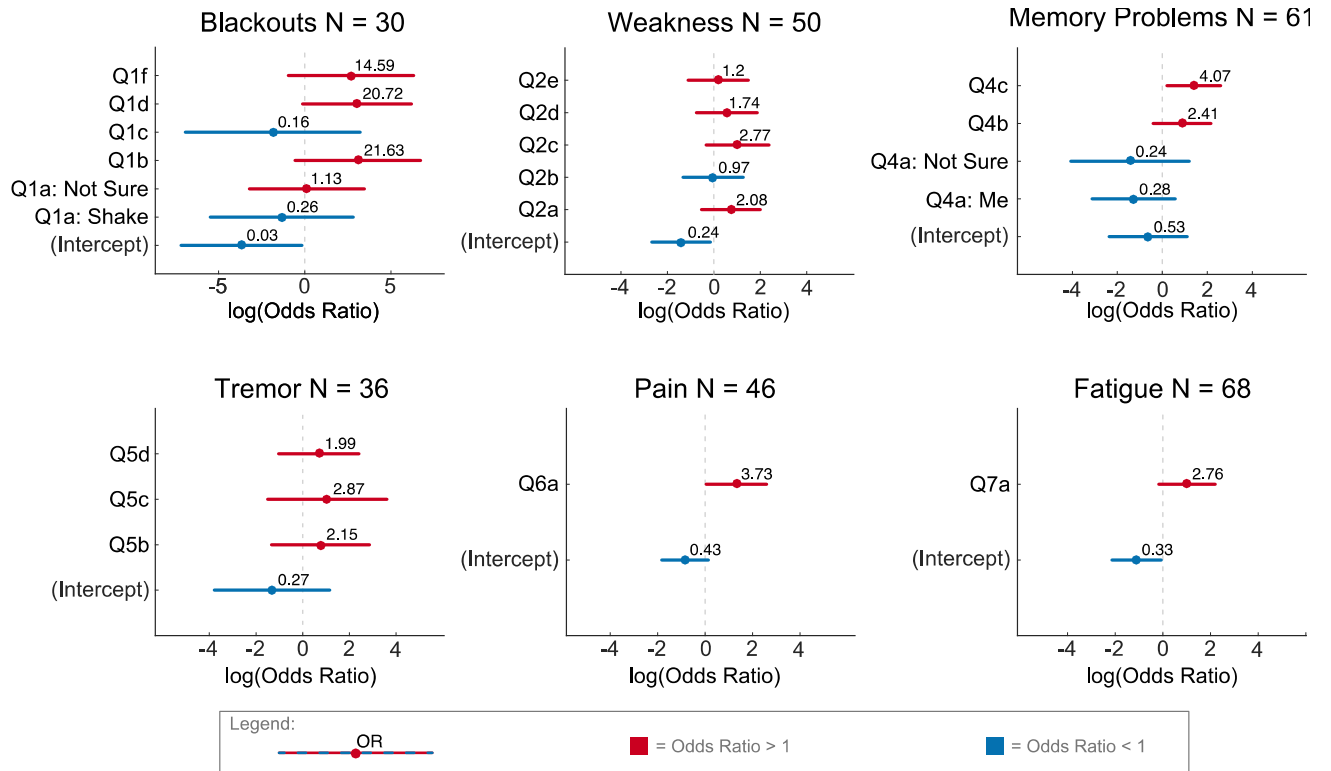 Blackouts N = 30
Q1f
14.59
Q1d
20.72
Q1c
0.16
Q1b
21.63
Q1a: Not Sure
1.13
Q1a: Shake
0.26
(Intercept)
0.03
-5 0 5
log(Odds Ratio)
Weakness N = 50
Q2e
1.2
Q2d
1.74
Q2c
2.77
Q2b
0.97
Q2a
2.08
(Intercept)
0.24
-4 -2 0 2 4
log(Odds Ratio)
Memory Problems N = 61
Q4c
4.07
Q4b
2.41
Q4a: Not Sure
0.24
Q4a: Me
0.28
(Intercept)
0.53
-4 -2 0 2 4
log(Odds Ratio)
Tremor N = 36
Q5d
1.99
Q5c
2.87
Q5b
2.15
(Intercept)
0.27
-4 -2 0 2 4
log(Odds Ratio)
Pain N = 46
Q6a
3.73
(Intercept)
0.43
-4 -2 0 2 4
log(Odds Ratio)
Fatigue N = 68
Q7a
2.76
(Intercept)
0.33
-4 -2 0 2 4
log(Odds Ratio)
Legend:
OR
= Odds Ratio > 1
= Odds Ratio < 1